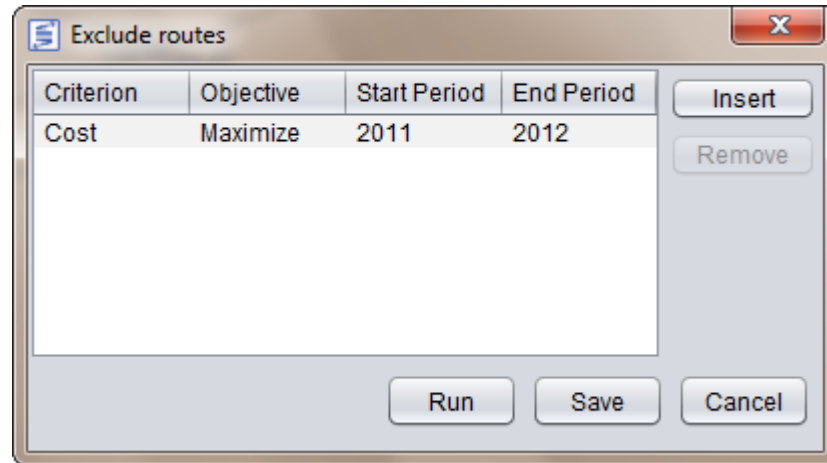 Exclude routes
Criterion Objective Start Period End Period
Insert
Cost Maximize 2011 2012
Remove
Run Save Cancel